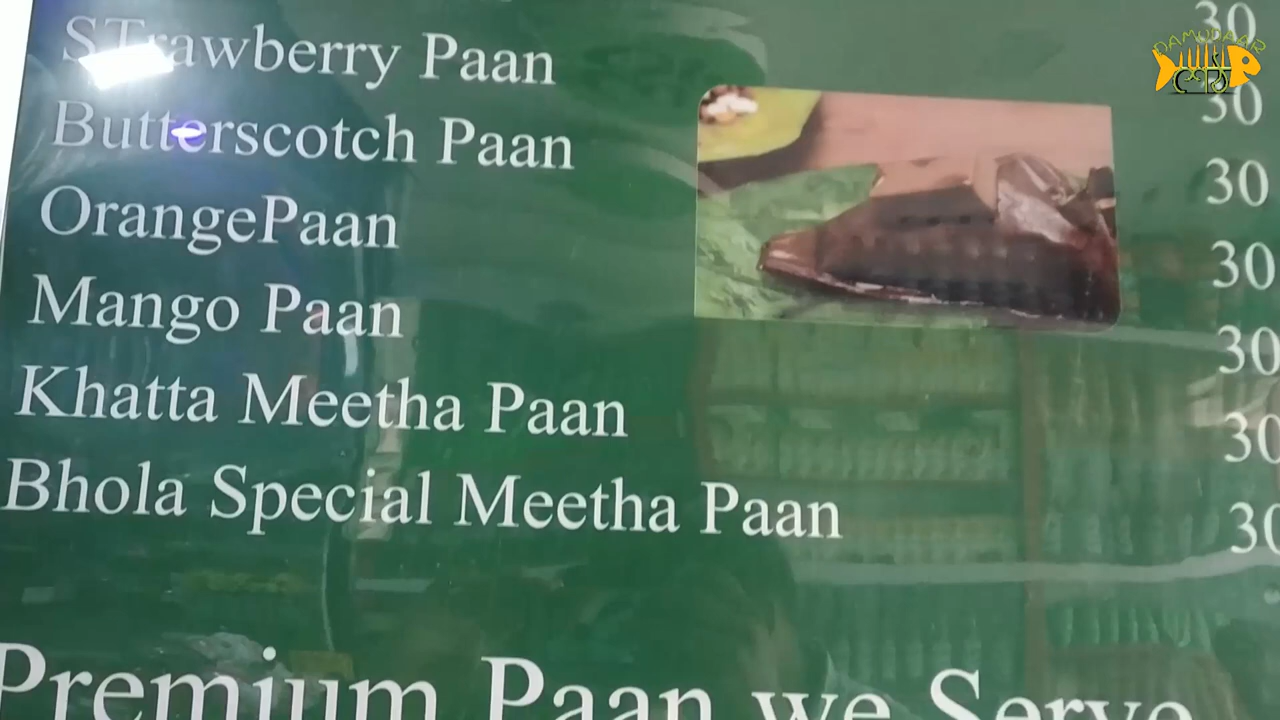 30
DAMUDAAR
STrawberry Paan 30
Butterscotch Paan 30
OrangePaan 30
Mango Paan 30
Khatta Meetha Paan 30
Bhola Special Meetha Paan 30
Premium Paan we Serve